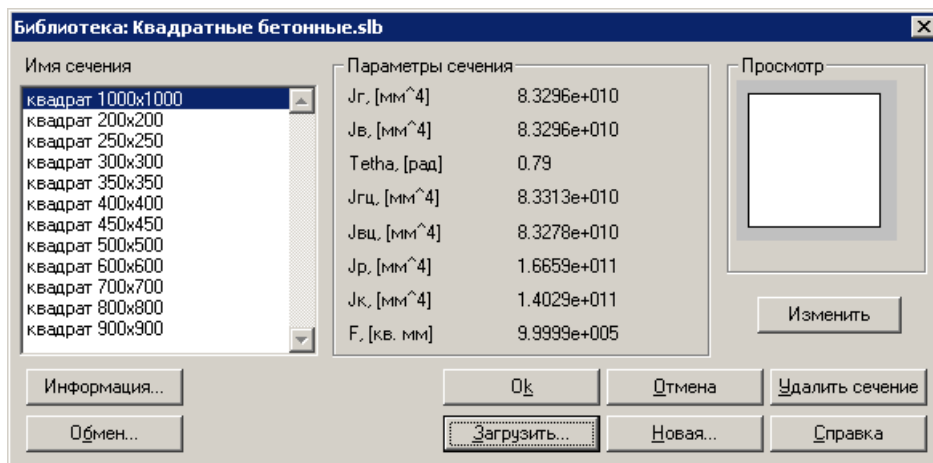 Библиотека: Квадратные бетонные.slb
Имя сечения
квадрат 1000x1000
квадрат 200x200
квадрат 250x250
квадрат 300x300
квадрат 350x350
квадрат 400x400
квадрат 450x450
квадрат 500x500
квадрат 600x600
квадрат 700x700
квадрат 800x800
квадрат 900x900
Параметры сечения
Jг, [мм^4] 8.3296e+010
Jв, [мм^4] 8.3296e+010
Tetha, [рад] 0.79
Jгц, [мм^4] 8.3313e+010
Jвц, [мм^4] 8.3278e+010
Jp, [мм^4] 1.6659e+011
Jк, [мм^4] 1.4029e+011
F, [кв. мм] 9.9999e+005
Просмотр
Изменить
Информация... Ok Отмена Удалить сечение
Обмен... Загрузить... Новая... Справка